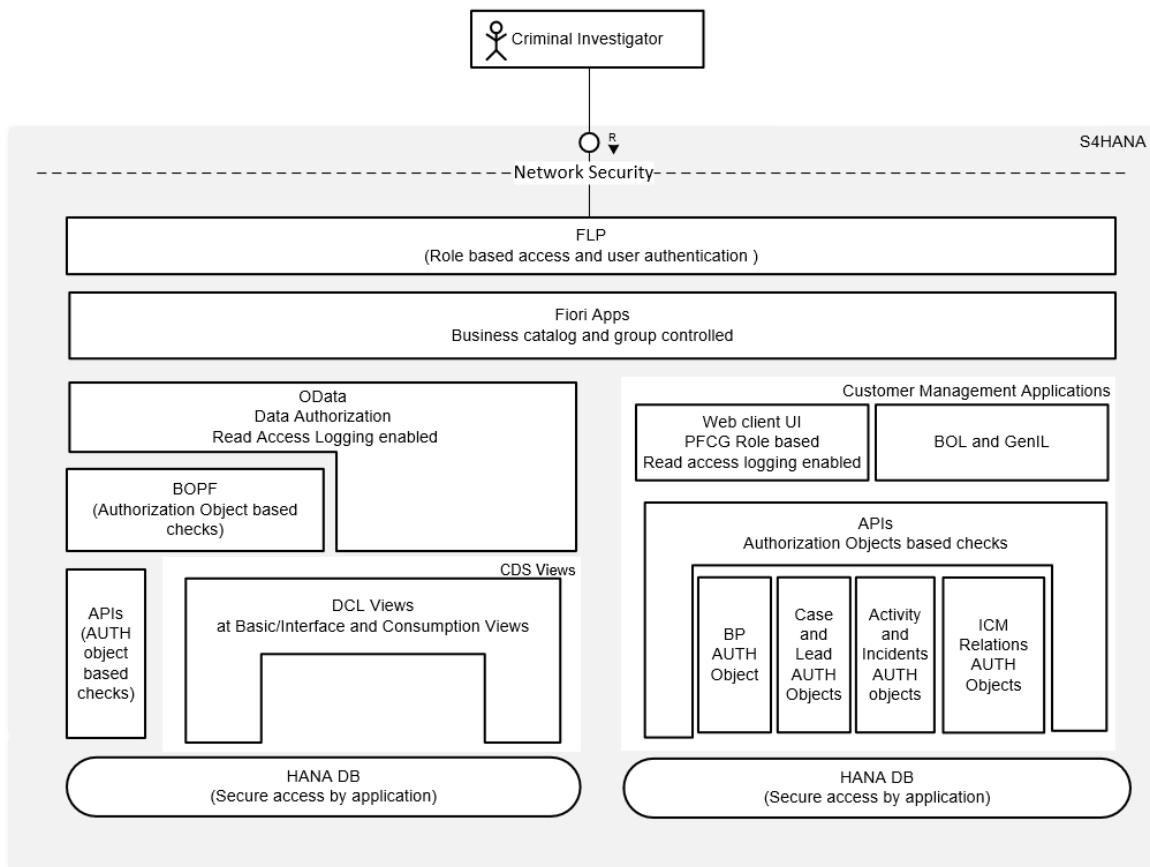 Criminal Investigator
R
S4HANA
Network Security
FLP
(Role based access and user authentication )
Fiori Apps
Business catalog and group controlled
OData
Data Authorization
Read Access Logging enabled
BOPF
(Authorization Object based
checks)
APIs
(AUTH
object
based
checks)
CDS Views
DCL Views
at Basic/Interface and Consumption Views
HANA DB
(Secure access by application)
Customer Management Applications
Web client UI
PFCG Role based
Read access logging enabled
BOL and GenIL
APIs
Authorization Objects based checks
BP
AUTH
Object
Case
and
Lead
AUTH
Objects
Activity
and
Incidents
AUTH
objects
ICM
Relations
AUTH
Objects
HANA DB
(Secure access by application)